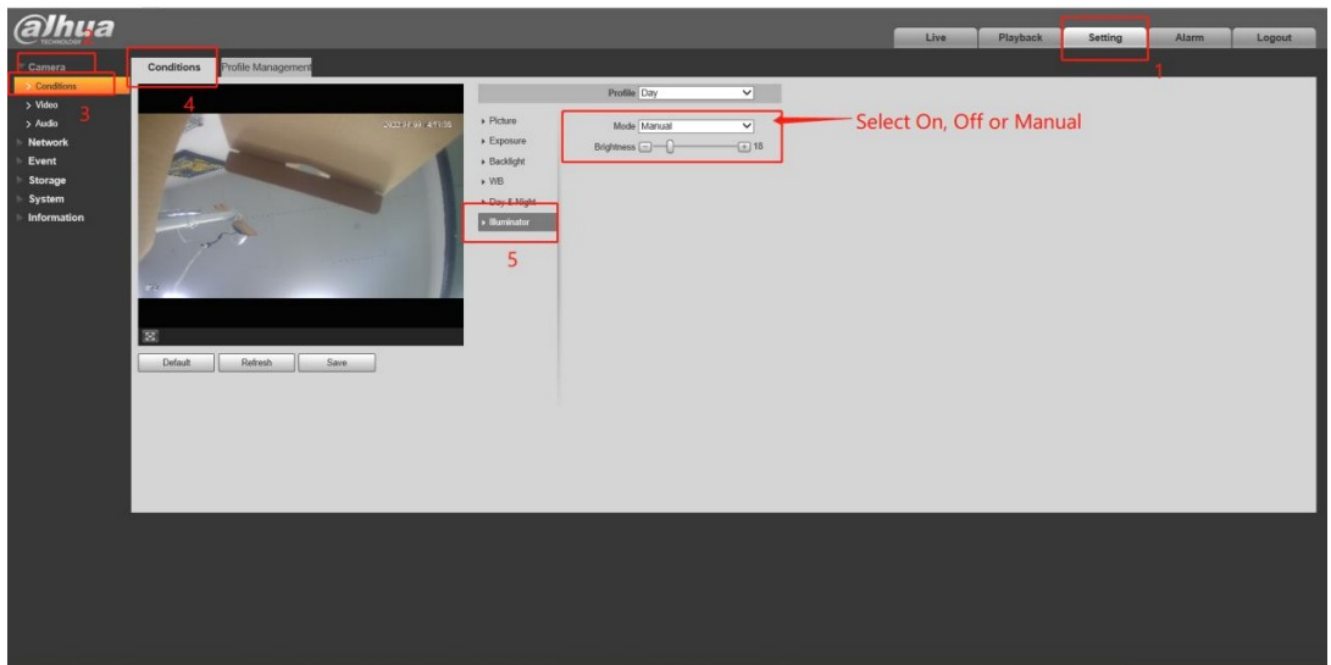 alhua
TECHNOLOGY
2
Live
Playback
Setting
Alarm
Logout
1
Camera
Conditions
3
Video
Audio
Network
Event
Storage
System
Information
Conditions
Profile Management
4
Profile Day
Picture
Exposure
Backlight
WB
Day & Night
Illuminator
5
Mode Manual
Brightness 18
Select On, Off or Manual
Default
Refresh
Save